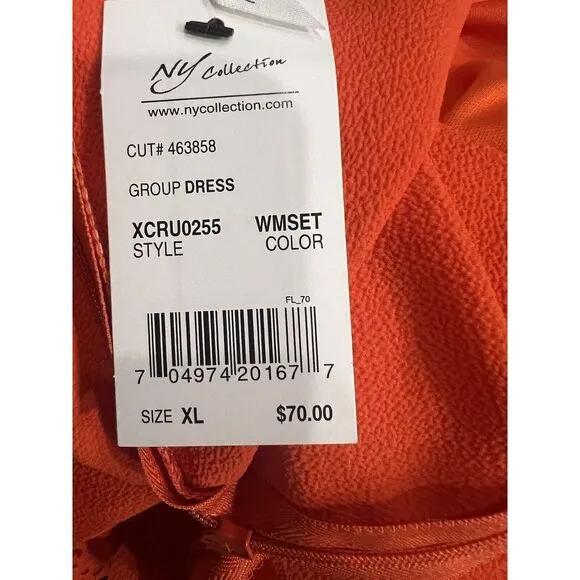 NY Collection
www.nycollection.com
CUT# 463858
GROUP DRESS
XCRU0255 WMSET
STYLE COLOR
FL_70
7 04974 20167 7
SIZE XL $70.00